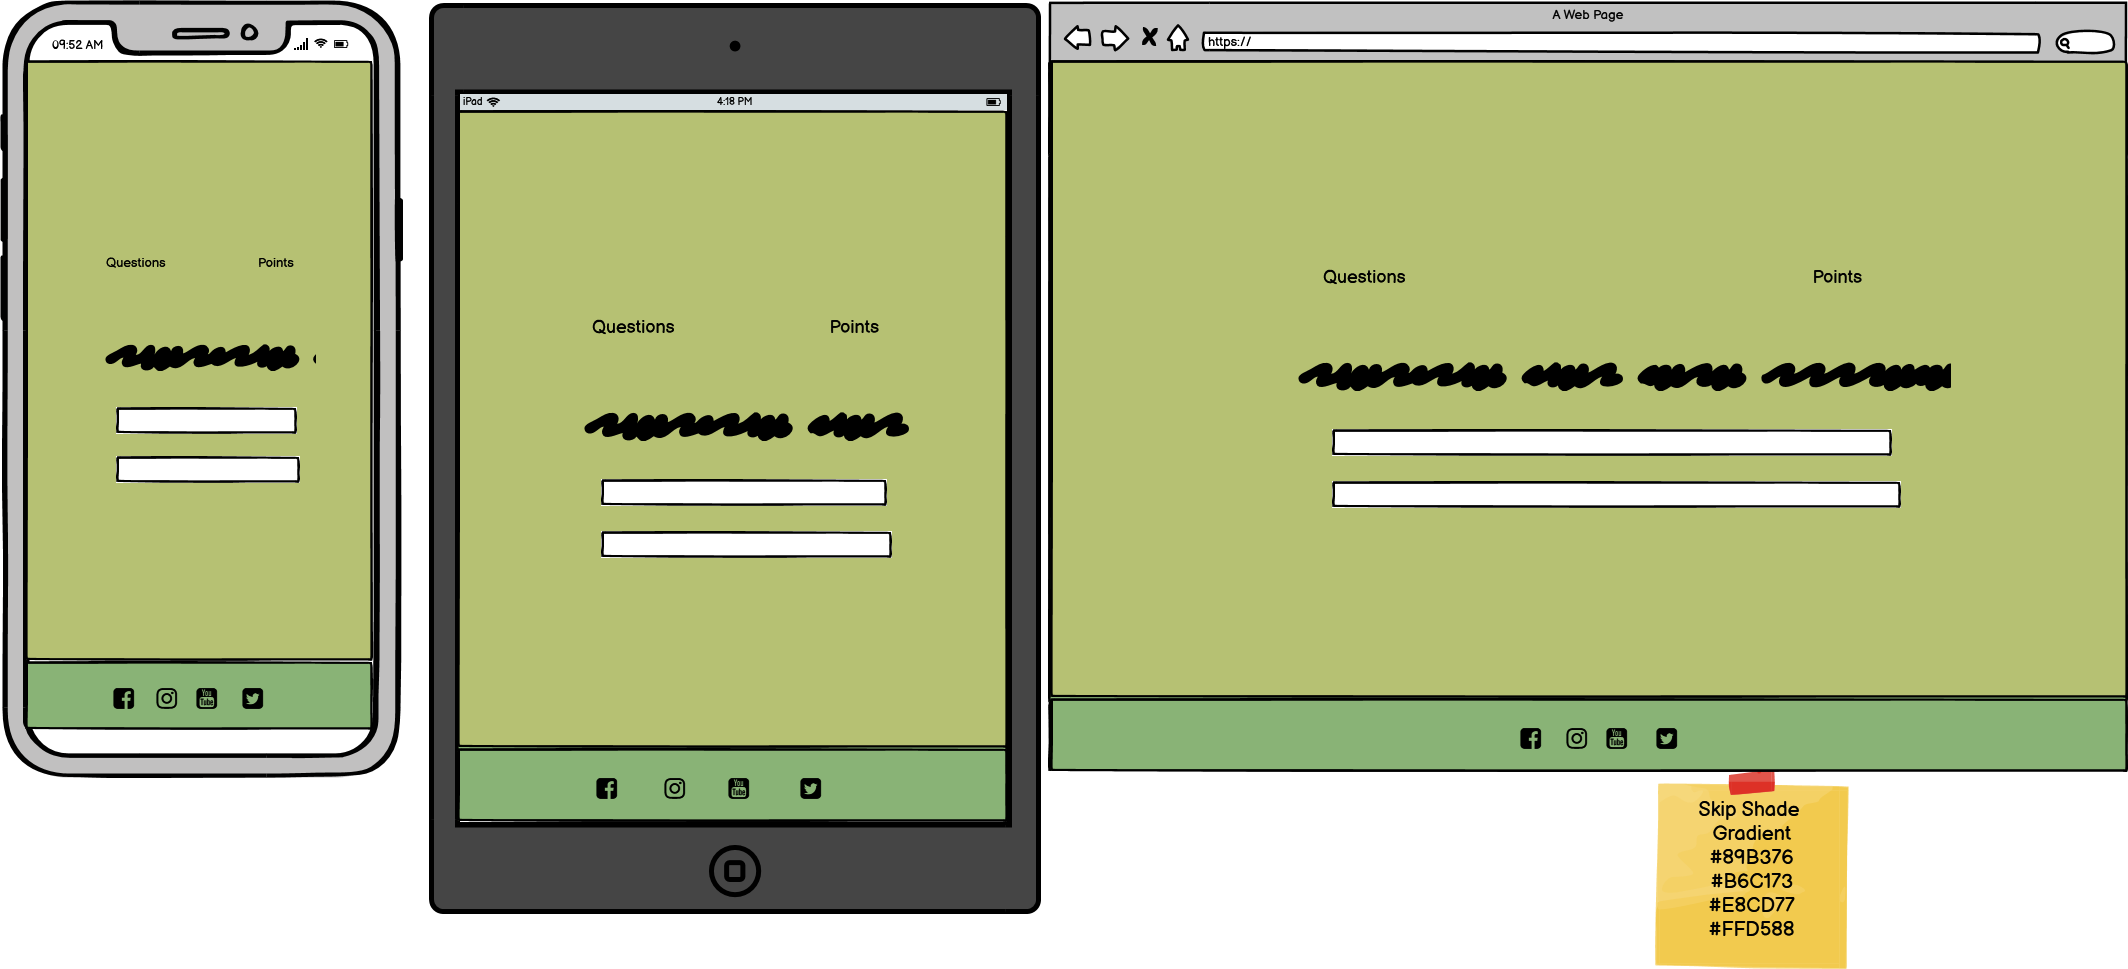 09:52 AM
Questions Points
You
Tube
iPad 4:18 PM
Questions Points
You
Tube
A Web Page
https://
Questions Points
You
Tube
Skip Shade
Gradient
#89B376
#B6C173
#E8CD77
#FFD588